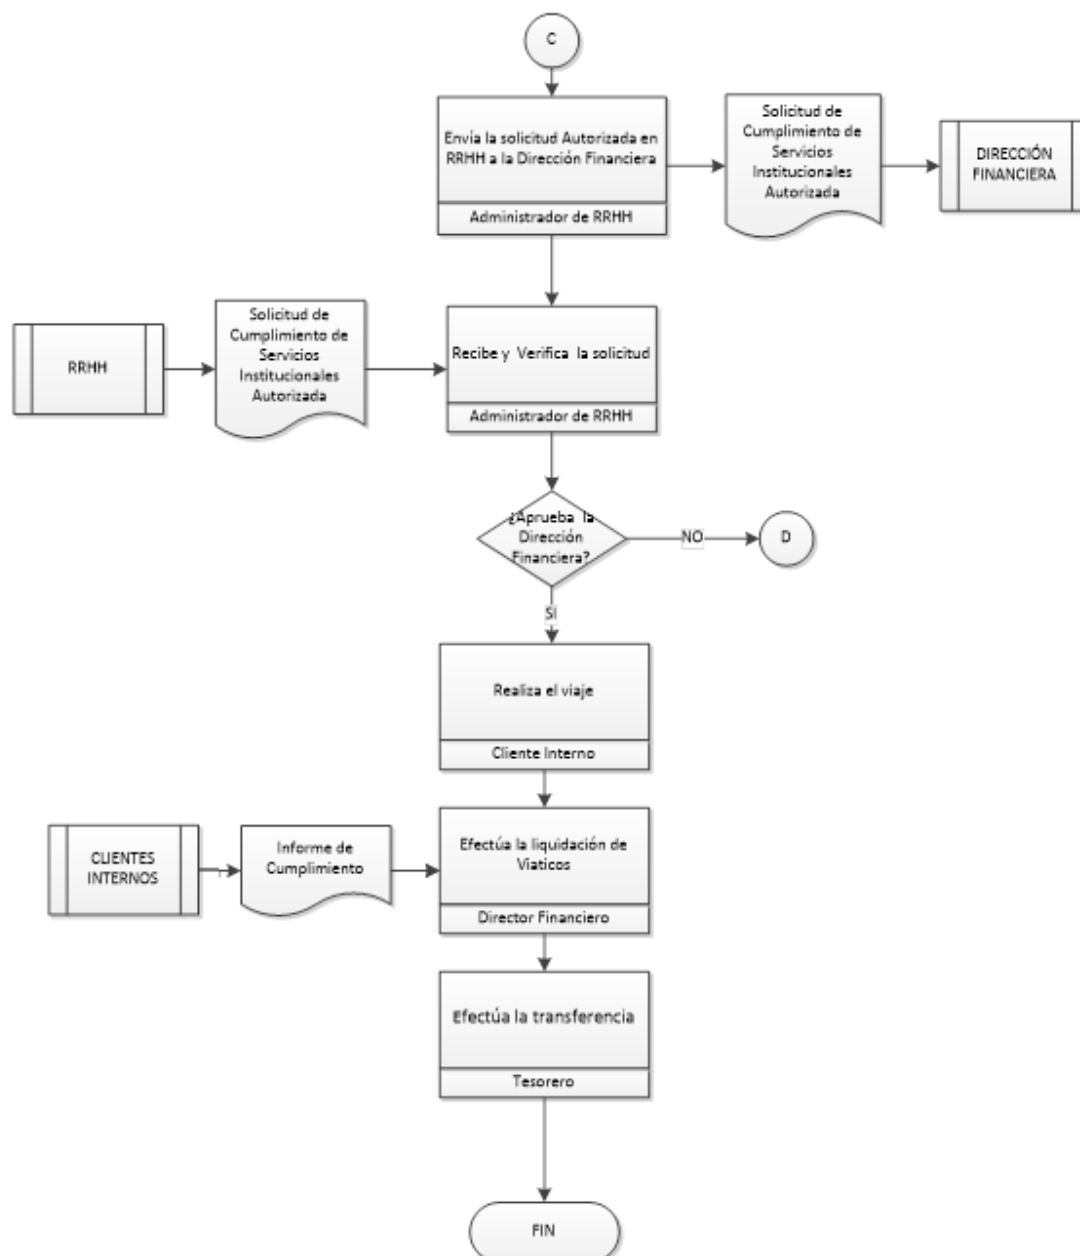 C
Envía la solicitud Autorizada en
RRHH a la Dirección Financiera
Administrador de RRHH
Solicitud de
Cumplimiento de
Servicios
Institucionales
Autorizada
DIRECCIÓN
FINANCIERA
RRHH
Solicitud de
Cumplimiento de
Servicios
Institucionales
Autorizada
Recibe y Verifica la solicitud
Administrador de RRHH
¿Aprueba la
Dirección
Financiera?
NO
D
SI
Realiza el viaje
Cliente Interno
CLIENTES
INTERNOS
Informe de
Cumplimiento
Efectúa la liquidación de
Viaticos
Director Financiero
Efectúa la transferencia
Tesorero
FIN